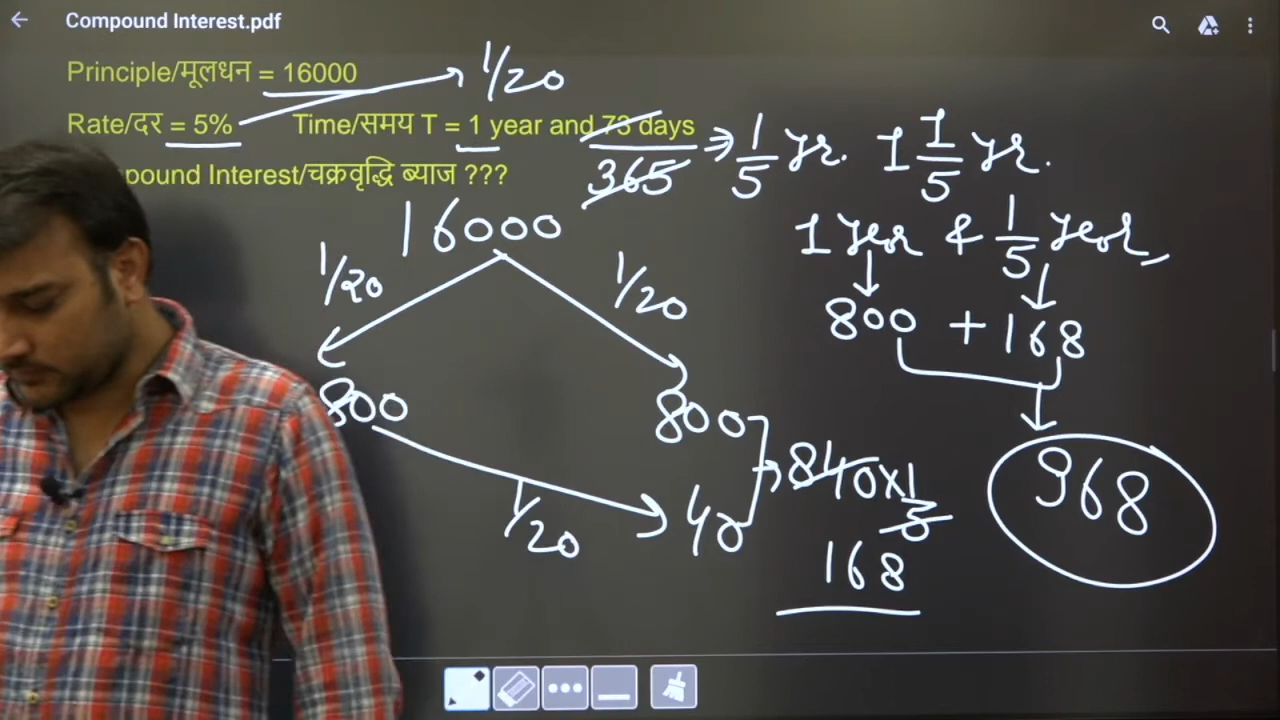 Compound Interest.pdf
Principle/मूलधन = 16000
1/20
Rate/दर = 5% Time/समय T = 1 year and 73 days
365
⇒ 1/5 yr. 1 1/5 yr.
pound Interest/चक्रवृद्धि ब्याज ???
16000
1 year & 1/5 year,
1/20 1/20
800 + 168
800 800
840×1/5
968
1/20
40
168